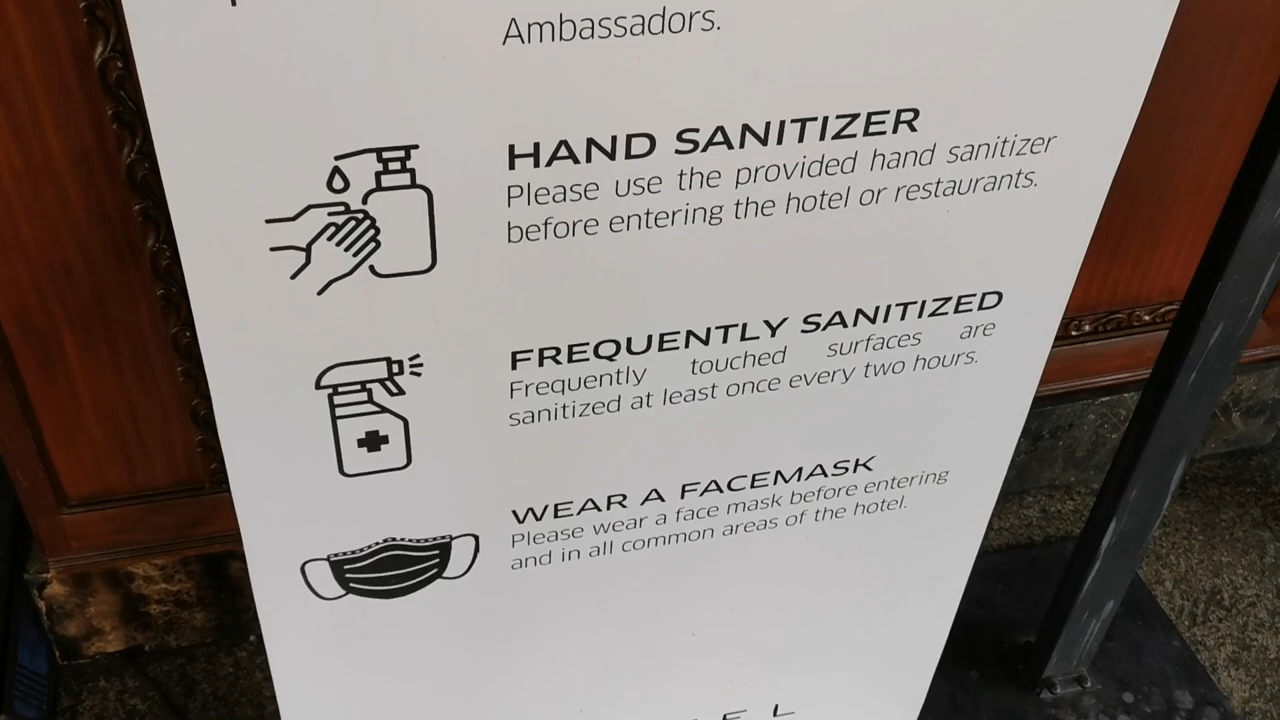 Ambassadors.
HAND SANITIZER
Please use the provided hand sanitizer
before entering the hotel or restaurants.
FREQUENTLY SANITIZED
Frequently touched surfaces are
sanitized at least once every two hours.
WEAR A FACEMASK
Please wear a face mask before entering
and in all common areas of the hotel.